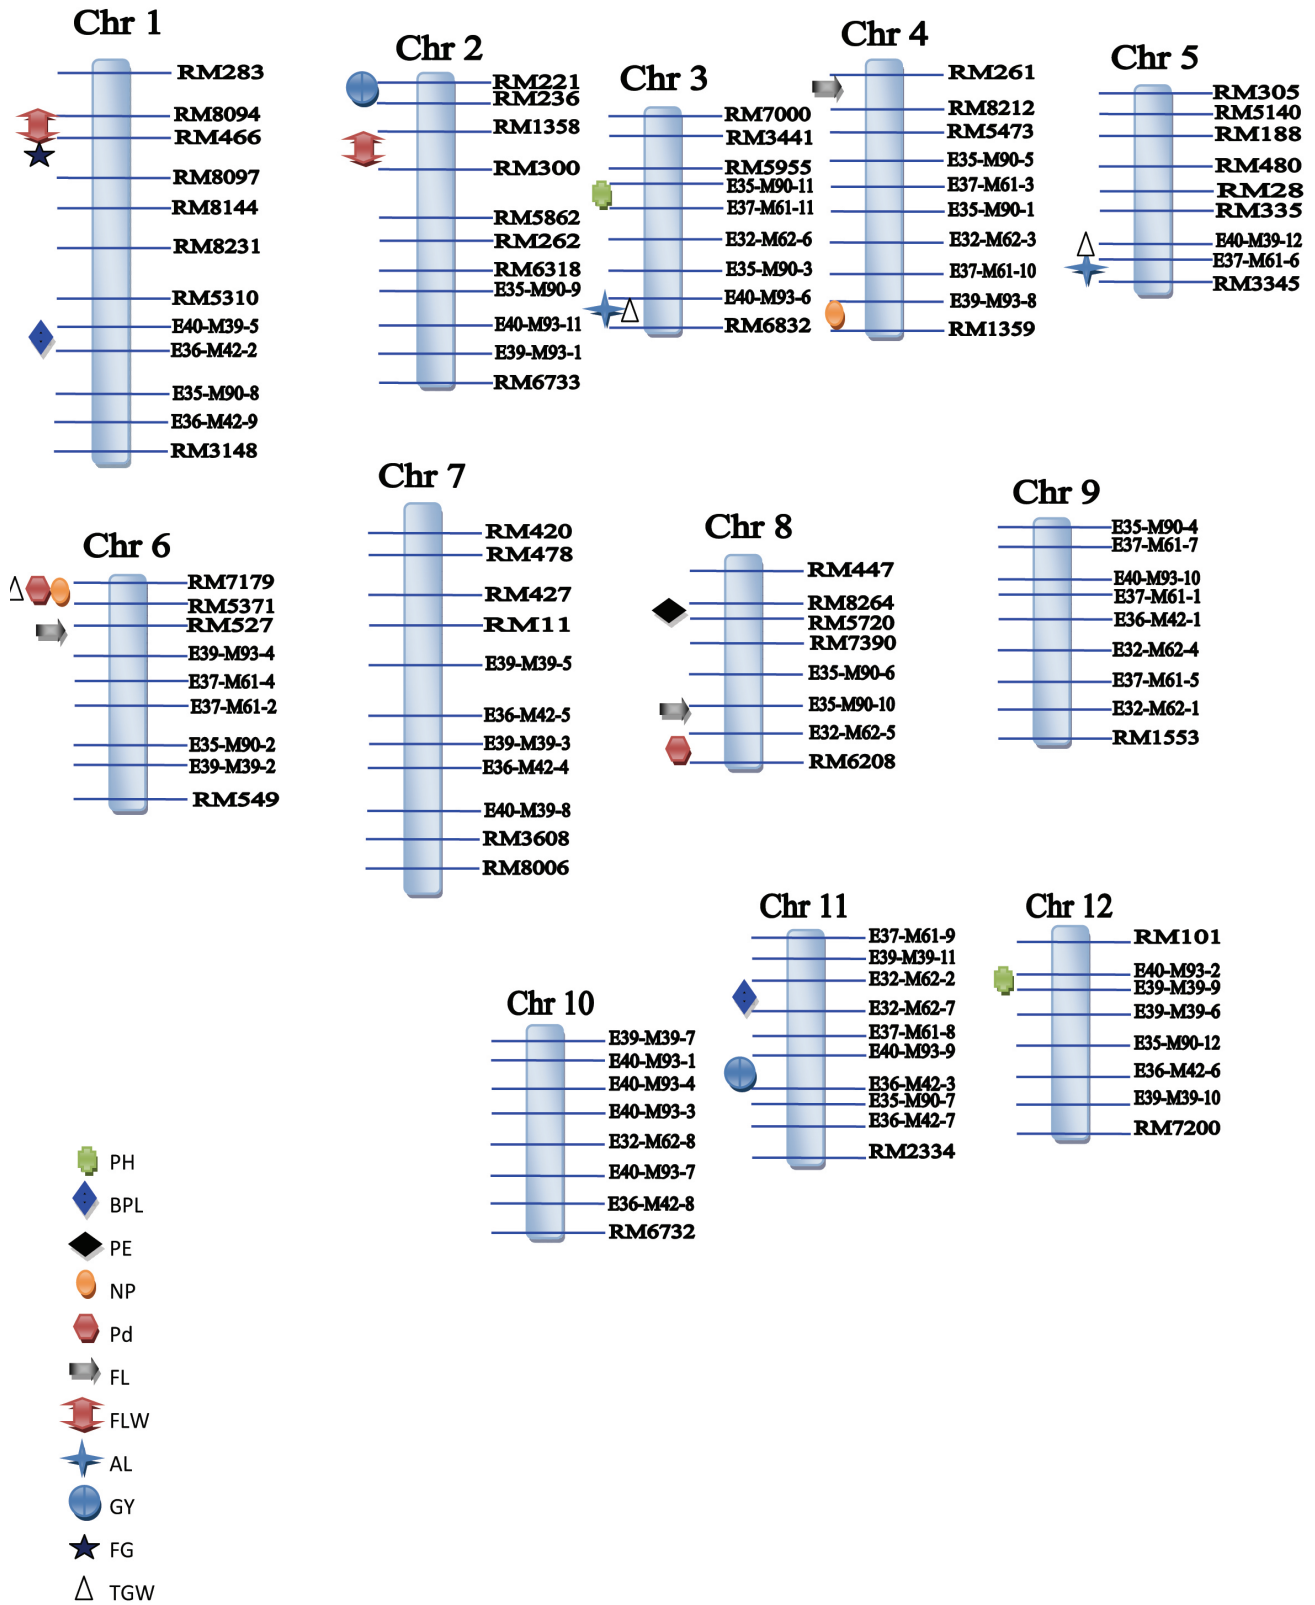 Chr 1
RM283
RM8094
RM466
RM8097
RM8144
RM8231
RM5310
E40-M39-5
E36-M42-2
E35-M90-8
E36-M42-9
RM3148
Chr 2
RM221
RM236
RM1358
RM300
RM5862
RM262
RM6318
E35-M90-9
E40-M93-11
E39-M93-1
RM6733
Chr 3
RM7000
RM3441
RM5955
E35-M90-11
E37-M61-11
E32-M62-6
E35-M90-3
E40-M93-6
RM6832
Chr 4
RM261
RM8212
RM5473
E35-M90-5
E37-M61-3
E35-M90-1
E32-M62-3
E37-M61-10
E39-M93-8
RM1359
Chr 5
RM305
RM5140
RM188
RM480
RM28
RM335
E40-M39-12
E37-M61-6
RM3345
Chr 6
RM7179
RM5371
RM527
E39-M93-4
E37-M61-4
E37-M61-2
E35-M90-2
E39-M39-2
RM549
Chr 7
RM420
RM478
RM427
RM11
E39-M39-5
E36-M42-5
E39-M39-3
E36-M42-4
E40-M39-8
RM3608
RM8006
Chr 8
RM447
RM8264
RM5720
RM7390
E35-M90-6
E35-M90-10
E32-M62-5
RM6208
Chr 9
E35-M90-4
E37-M61-7
E40-M93-10
E37-M61-1
E36-M42-1
E32-M62-4
E37-M61-5
E32-M62-1
RM1553
Chr 10
E39-M39-7
E40-M93-1
E40-M93-4
E40-M93-3
E32-M62-8
E40-M93-7
E36-M42-8
RM6732
Chr 11
E37-M61-9
E39-M39-11
E32-M62-2
E32-M62-7
E37-M61-8
E40-M93-9
E36-M42-3
E35-M90-7
E36-M42-7
RM2334
Chr 12
RM101
E40-M93-2
E39-M39-9
E39-M39-6
E35-M90-12
E36-M42-6
E39-M39-10
RM7200
PH
BPL
PE
NP
Pd
FL
FLW
AL
GY
FG
TGW